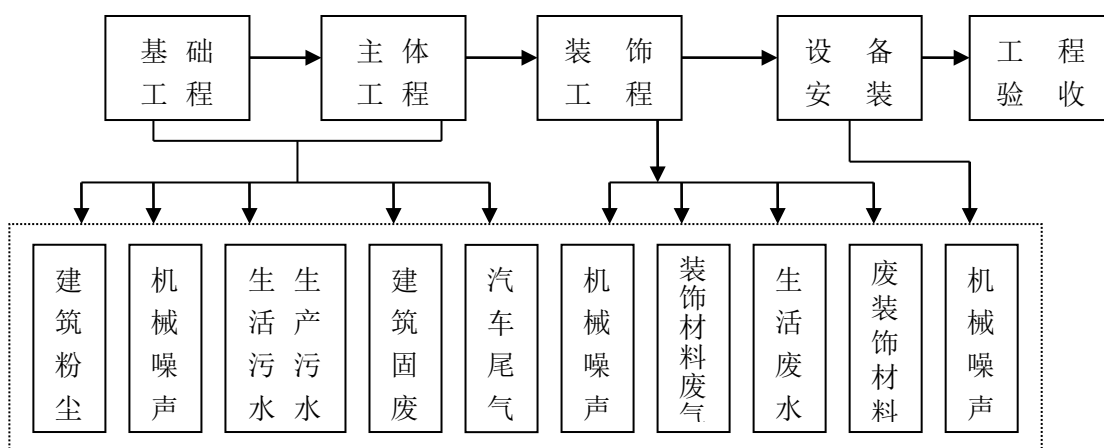 基 础
工 程
主 体
工 程
装 饰
工 程
设 备
安 装
工 程
验 收
建筑粉尘
机械噪声
生活污水
生产污水
建筑固废
汽车尾气
机械噪声
装饰材料废气
生活废水
废装饰材料
机械噪声